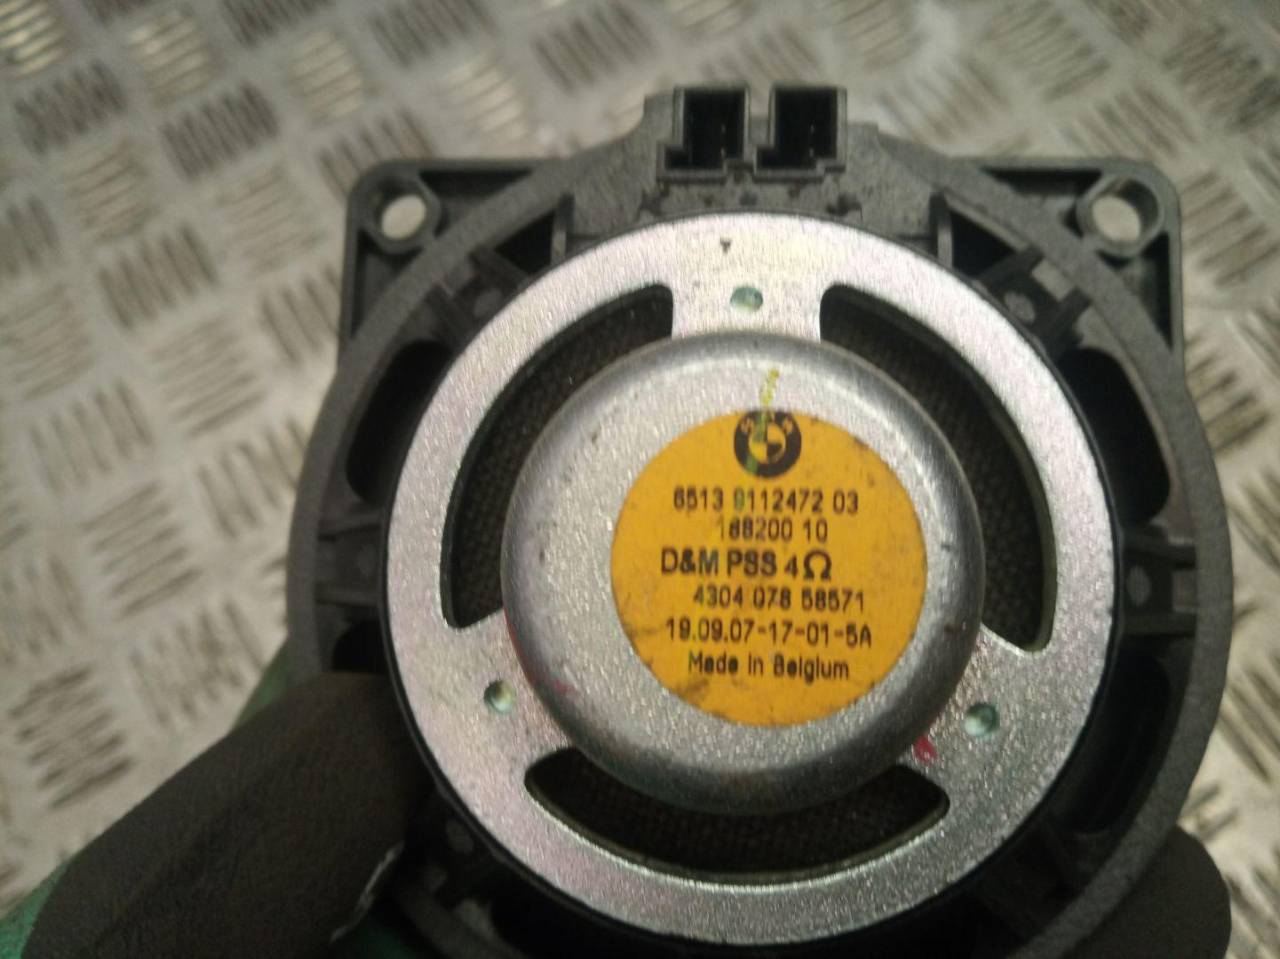 BMW
6513 9112472 03
168200 10
D&M PSS 4Ω
4304 078 58571
19.09.07-17-01-5A
Made in Belgium